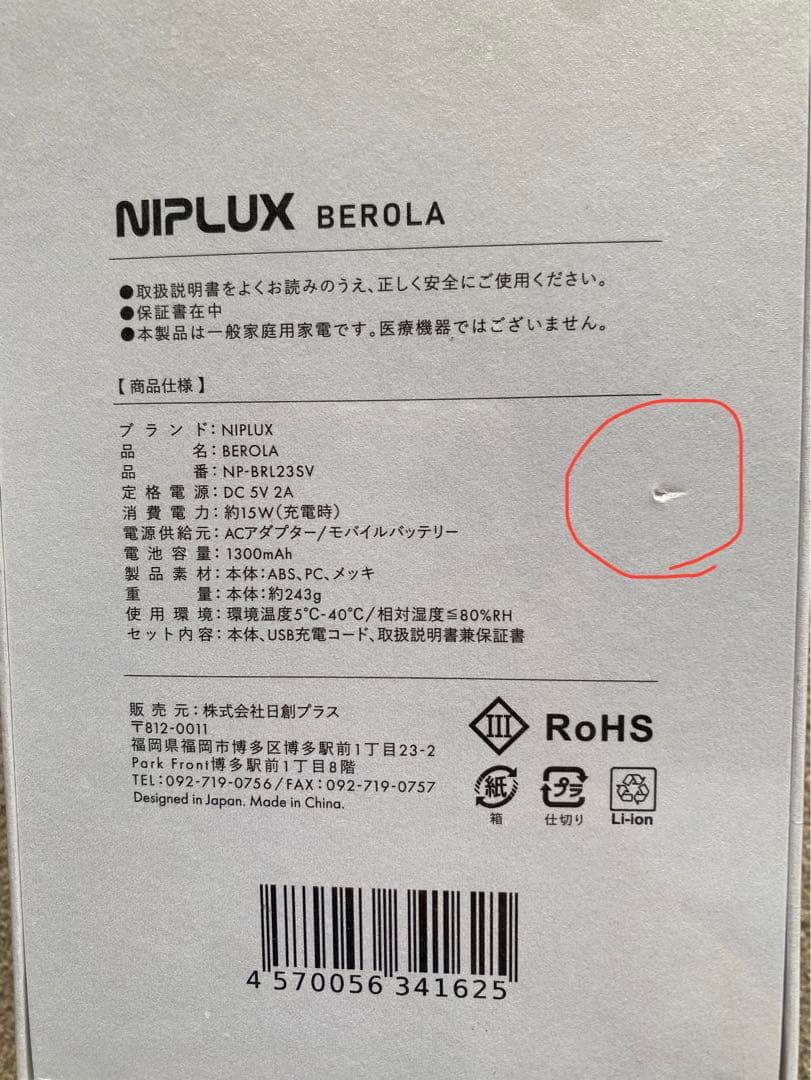 NIPLUX BEROLA
●取扱説明書をよくお読みのうえ、正しく安全にご使用ください。
●保証書在中
●本製品は一般家庭用家電です。医療機器ではございません。
【 商品仕様 】
ブランド：NIPLUX
品名：BEROLA
品番：NP-BRL23SV
定格電源：DC 5V 2A
消費電力：約15W（充電時）
電源供給元：ACアダプター/モバイルバッテリー
電池容量：1300mAh
製品素材：本体：ABS、PC、メッキ
重量：本体：約243g
使用環境：環境温度5℃-40℃/相対湿度≦80%RH
セット内容：本体、USB充電コード、取扱説明書兼保証書
販売元：株式会社日創プラス
〒812-0011
福岡県福岡市博多区博多駅前1丁目23-2
Park Front博多駅前1丁目8階
TEL：092-719-0756/FAX：092-719-0757
Designed in Japan. Made in China.
III RoHS
紙 プラ
箱 仕切り Li-ion
4 570056 341625